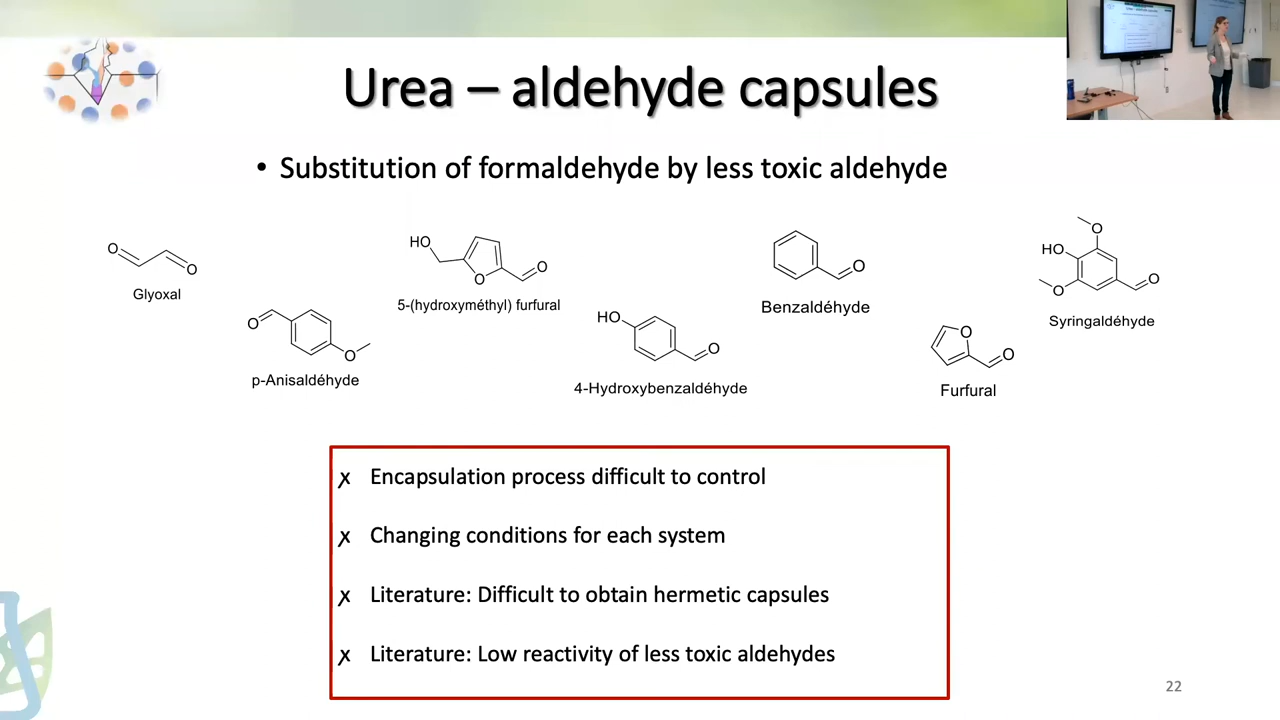 Urea – aldehyde capsules
• Substitution of formaldehyde by less toxic aldehyde
O
O
Glyoxal
O
O
p-Anisaldéhyde
HO
O
O
5-(hydroxyméthyl) furfural
HO
O
4-Hydroxybenzaldéhyde
O
Benzaldéhyde
O
O
Furfural
O
HO
O
O
Syringaldéhyde
x Encapsulation process difficult to control
x Changing conditions for each system
x Literature: Difficult to obtain hermetic capsules
x Literature: Low reactivity of less toxic aldehydes
22